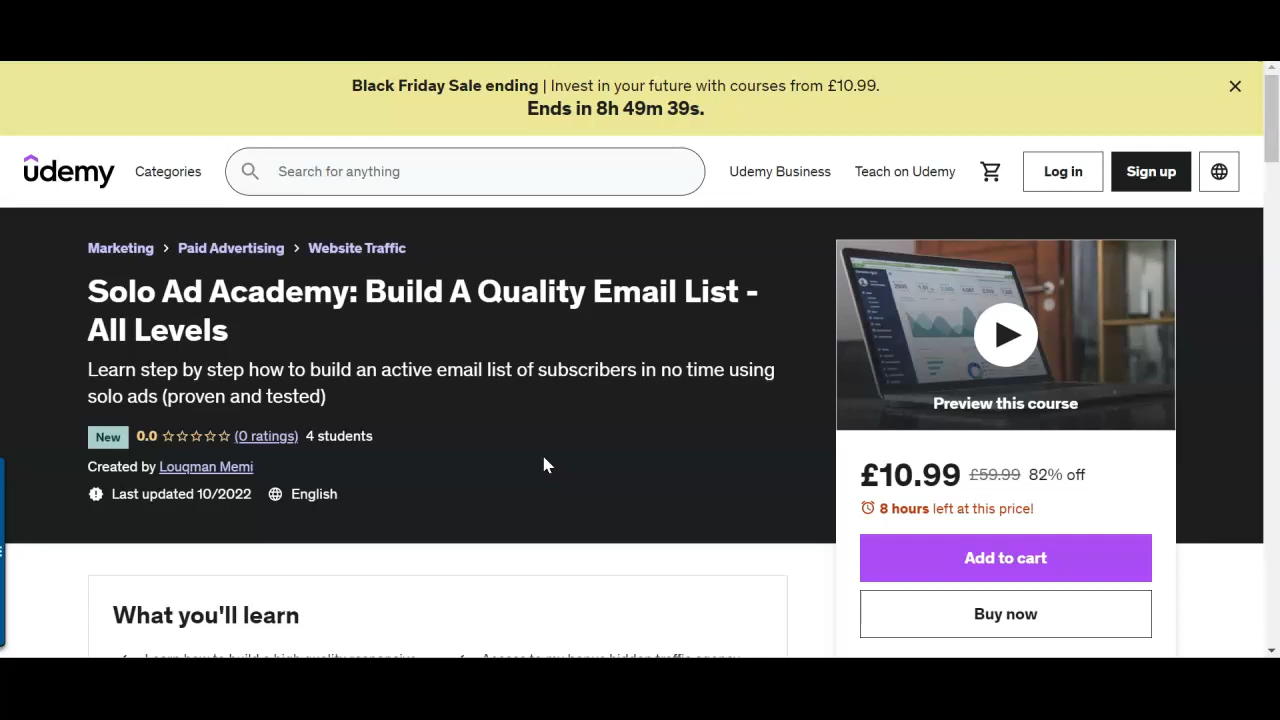 Black Friday Sale ending | Invest in your future with courses from £10.99.
Ends in 8h 49m 39s.
ûdemy
Categories
Search for anything
Udemy Business
Teach on Udemy
Log in
Sign up
Marketing > Paid Advertising > Website Traffic
Solo Ad Academy: Build A Quality Email List -
All Levels
Learn step by step how to build an active email list of subscribers in no time using
solo ads (proven and tested)
New 0.0 (0 ratings) 4 students
Created by Louqman Memi
Last updated 10/2022 English
Preview this course
£10.99 £59.99 82% off
8 hours left at this price!
Add to cart
Buy now
What you'll learn